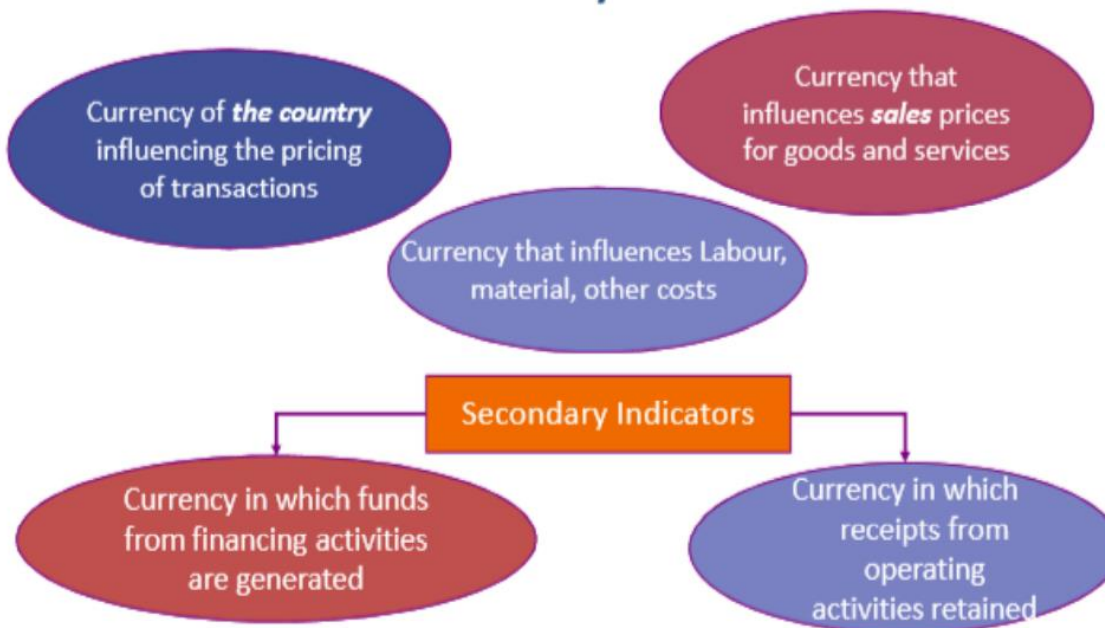 Currency of the country
influencing the pricing
of transactions
Currency that
influences sales prices
for goods and services
Currency that influences Labour,
material, other costs
Secondary Indicators
Currency in which funds
from financing activities
are generated
Currency in which
receipts from
operating
activities retained